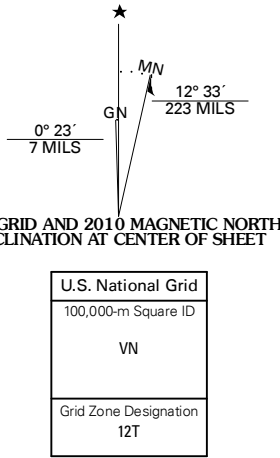 MN
GN
0° 23´
7 MILS
12° 33´
223 MILS
GRID AND 2010 MAGNETIC NORTH
CLINATION AT CENTER OF SHEET
U.S. National Grid
100,000-m Square ID
VN
Grid Zone Designation
12T